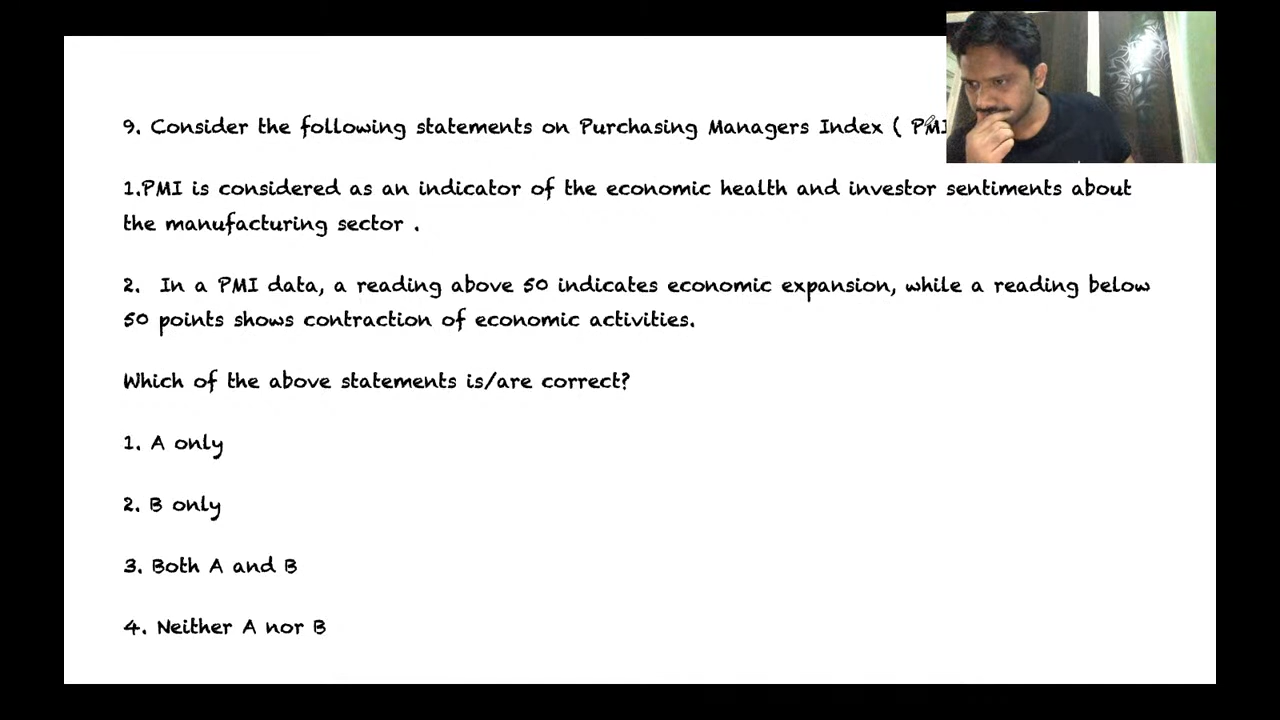 9. Consider the following statements on Purchasing Managers Index ( PMI
1.PMI is considered as an indicator of the economic health and investor sentiments about
the manufacturing sector .
2. In a PMI data, a reading above 50 indicates economic expansion, while a reading below
50 points shows contraction of economic activities.
Which of the above statements is/are correct?
1. A only
2. B only
3. Both A and B
4. Neither A nor B